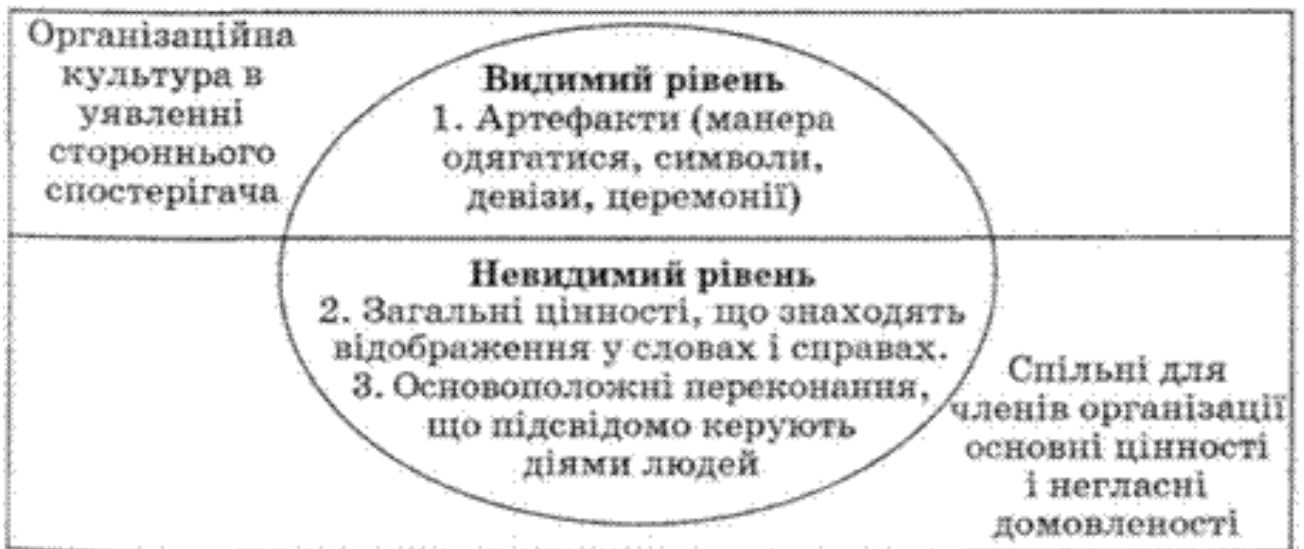 Організаційна
культура в
уявленні
стороннього
спостерігача
Видимий рівень
1. Артефакти (манера
одягатися, символи,
девізи, церемонії)
Невидимий рівень
2. Загальні цінності, що знаходять
відображення у словах і справах.
3. Основоположні переконання,
що підсвідомо керують
діями людей
Спільні для
членів організації
основні цінності
і негласні
домовленості